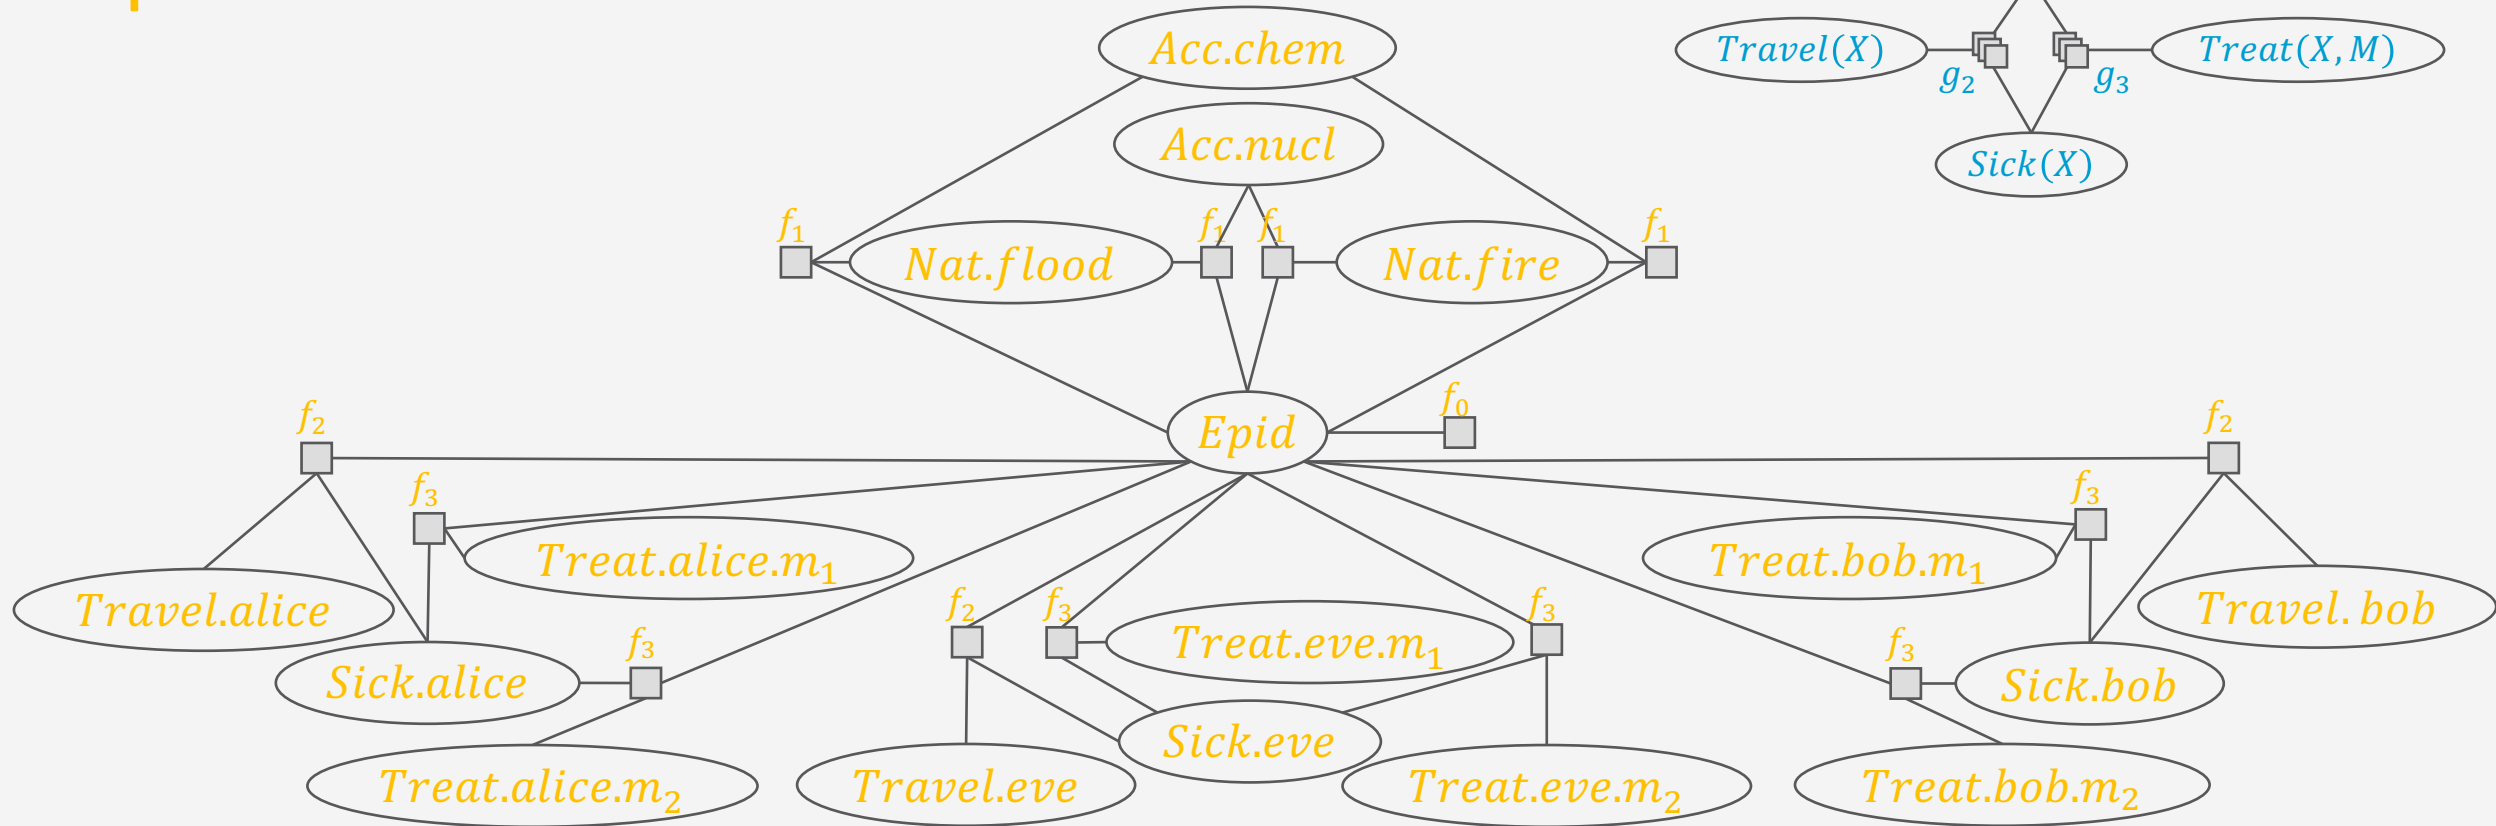 Acc.chem
Travel(X)
Treat(X, M)
g₂
g₃
Acc.nucl
Sick(X)
f₁
f₁
f₁
f₁
Nat.flood
Nat.fire
f₀
Epid
f₂
f₂
f₃
f₃
Treat.alice.m₁
Treat.bob.m₁
Travel.alice
f₂
f₃
f₃
Travel.bob
Treat.eve.m₁
f₃
f₃
Sick.alice
Sick.bob
Sick.eve
Treat.alice.m₂
Travel.eve
Treat.eve.m₂
Treat.bob.m₂